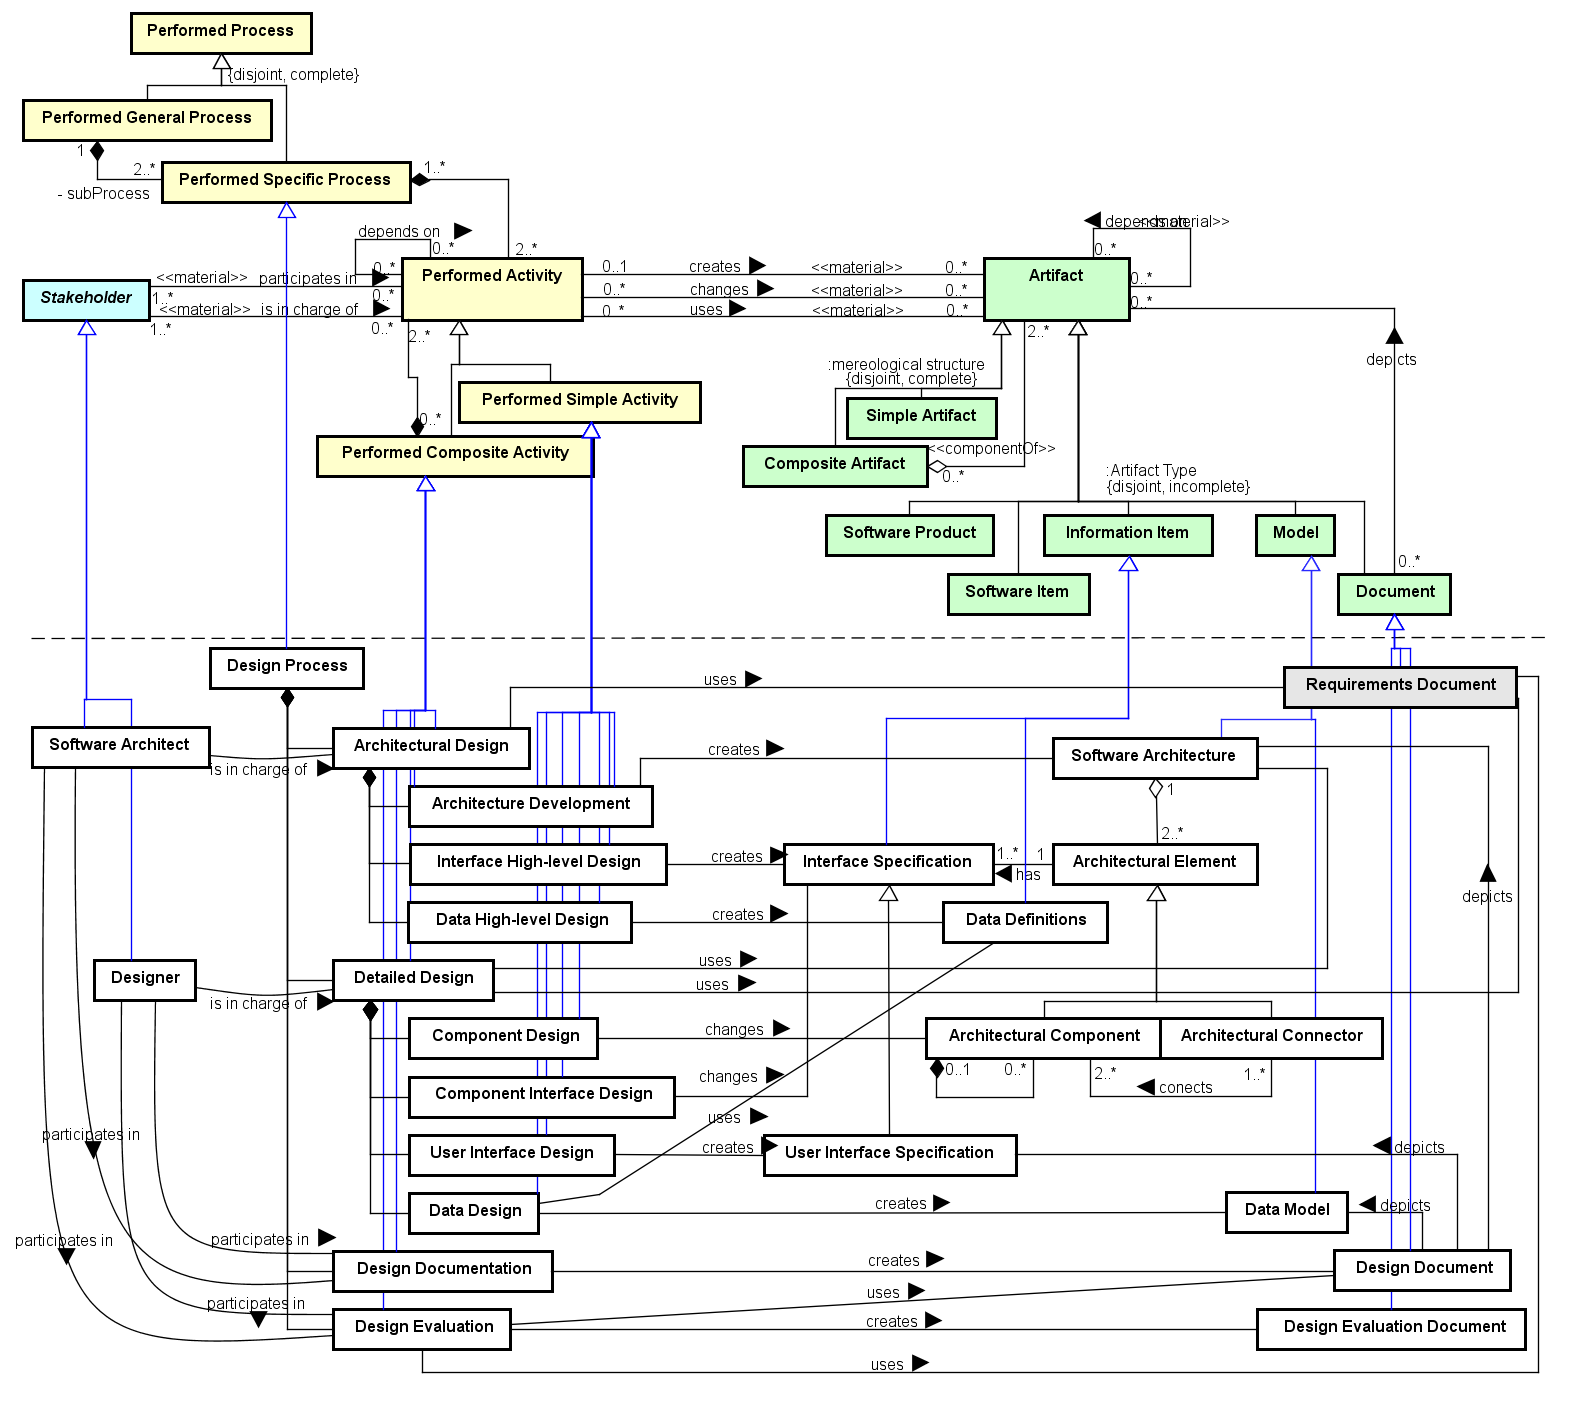 Performed Process
{disjoint, complete}
Performed General Process
1
2..*
- subProcess
Performed Specific Process
1..*
depends on
0..*
0..*
2..*
Performed Activity
Stakeholder
<<material>> participates in
1..*
0..*
<<material>> is in charge of
1..*
0..*
0..1 creates <<material>> 0..*
0..* changes <<material>> 0..*
0..* uses <<material>> 0..*
Artifact
depends on
<<material>>
0..*
0..*
0..*
depicts
0..*
2..*
0..*
Performed Simple Activity
Performed Composite Activity
:mereological structure
{disjoint, complete}
2..*
Simple Artifact
Composite Artifact
<<componentOf>>
0..*
:Artifact Type
{disjoint, incomplete}
Software Product
Information Item
Model
Software Item
Document
Design Process
uses
Requirements Document
Software Architect
is in charge of
Architectural Design
creates
Software Architecture
1
2..*
Architecture Development
Interface High-level Design
creates
Interface Specification
1..*
1
has
Architectural Element
depicts
Data High-level Design
creates
Data Definitions
Designer
is in charge of
Detailed Design
uses
uses
Component Design
changes
Architectural Component
Architectural Connector
0..1
0..*
2..*
1..*
conects
Component Interface Design
changes
uses
participates in
User Interface Design
creates
User Interface Specification
depicts
Data Design
creates
Data Model
depicts
participates in
participates in
Design Documentation
creates
Design Document
uses
participates in
Design Evaluation
creates
Design Evaluation Document
uses